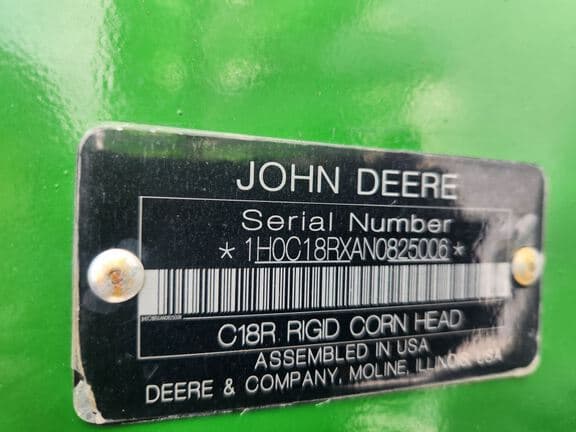 JOHN DEERE
Serial Number
* 1H0C18RXAN0825006 *
C18R RIGID CORN HEAD
ASSEMBLED IN USA
DEERE & COMPANY, MOLINE, ILLINOIS, USA